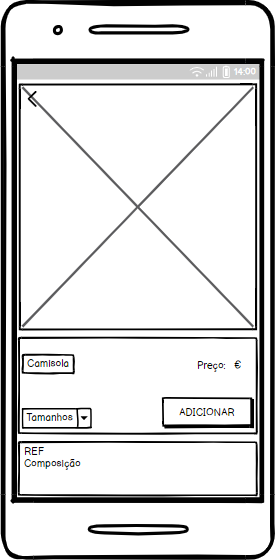 14:00
Camisola
Preço: €
Tamanhos
ADICIONAR
REF
Composição